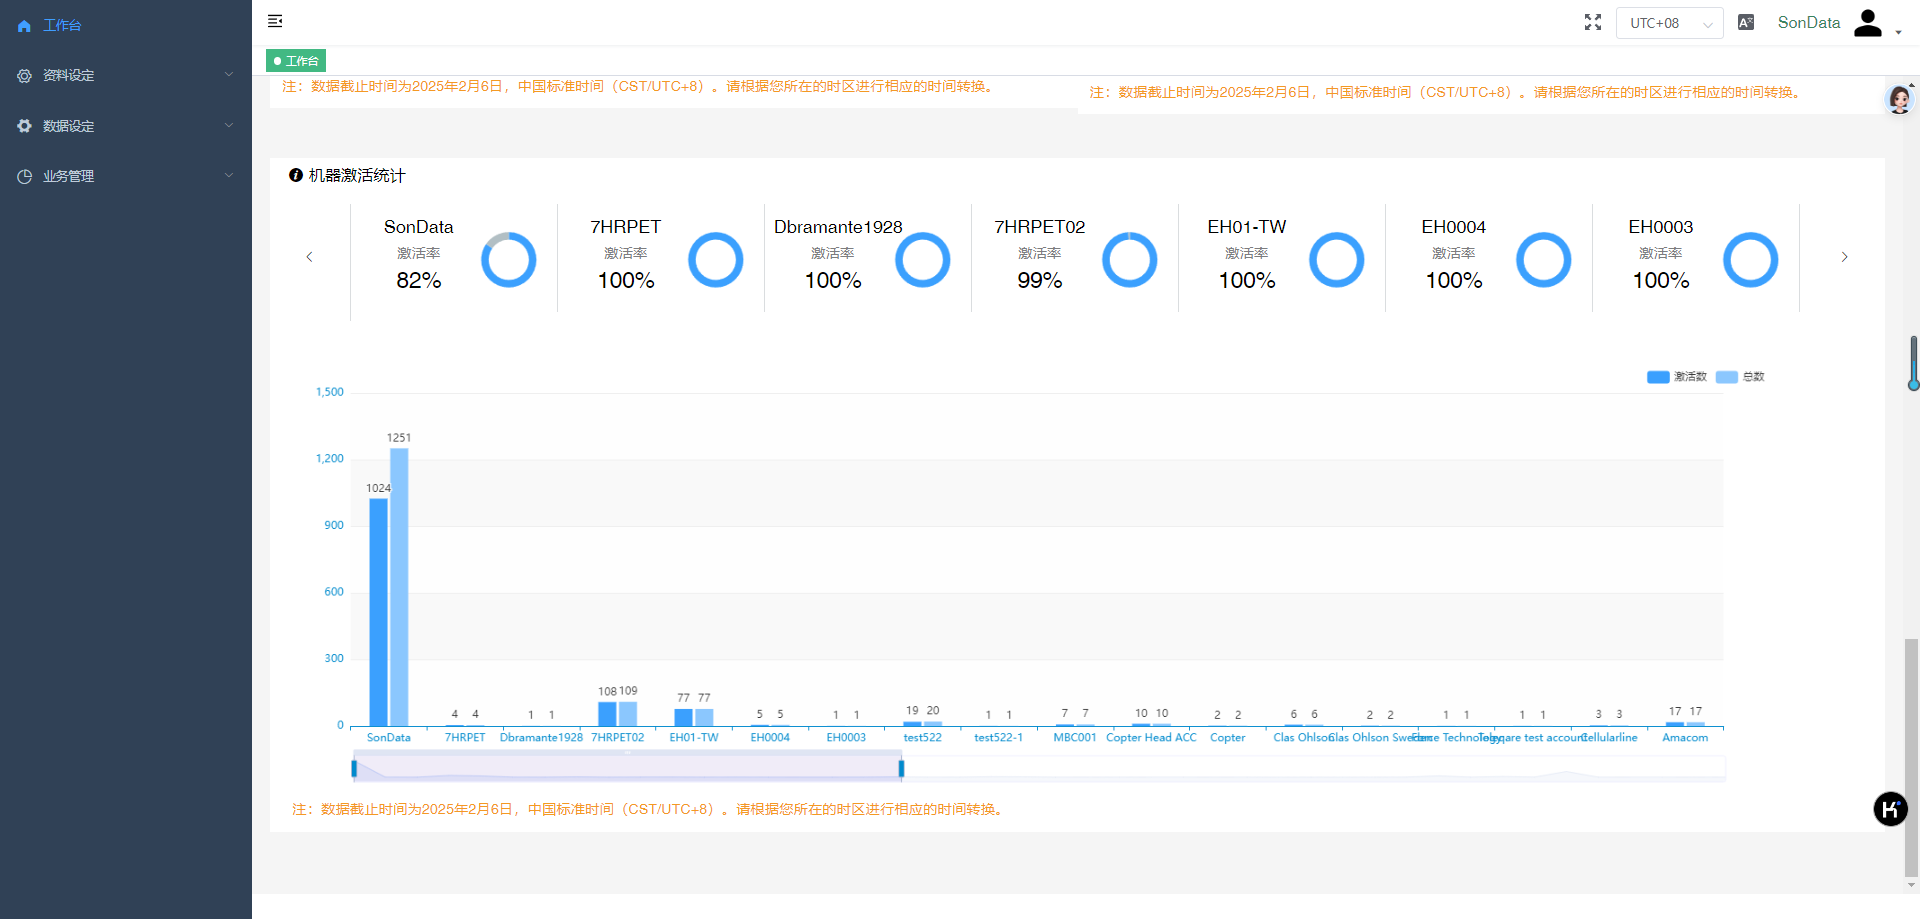 工作台
资料设定
数据设定
业务管理
UTC+08
SonData
工作台
注：数据截止时间为2025年2月6日，中国标准时间（CST/UTC+8）。请根据您所在的时区进行相应的时间转换。
注：数据截止时间为2025年2月6日，中国标准时间（CST/UTC+8）。请根据您所在的时区进行相应的时间转换。
机器激活统计
SonData
激活率
82%
7HRPET
激活率
100%
Dbramante1928
激活率
100%
7HRPET02
激活率
99%
EH01-TW
激活率
100%
EH0004
激活率
100%
EH0003
激活率
100%
激活数 总数
1,500
1,200
900
600
300
0
1024 1251
4 4
1 1
108 109
77 77
5 5
1 1
19 20
1 1
7 7
10 10
2 2
6 6
2 2
1 1
1 1
3 3
17 17
SonData 7HRPET Dbramante1928 7HRPET02 EH01-TW EH0004 EH0003 test522 test522-1 MBC001 Copter Head ACC Copter Clas Ohlson Clas Ohlson Sweden test account Cellularline Amacom
注：数据截止时间为2025年2月6日，中国标准时间（CST/UTC+8）。请根据您所在的时区进行相应的时间转换。